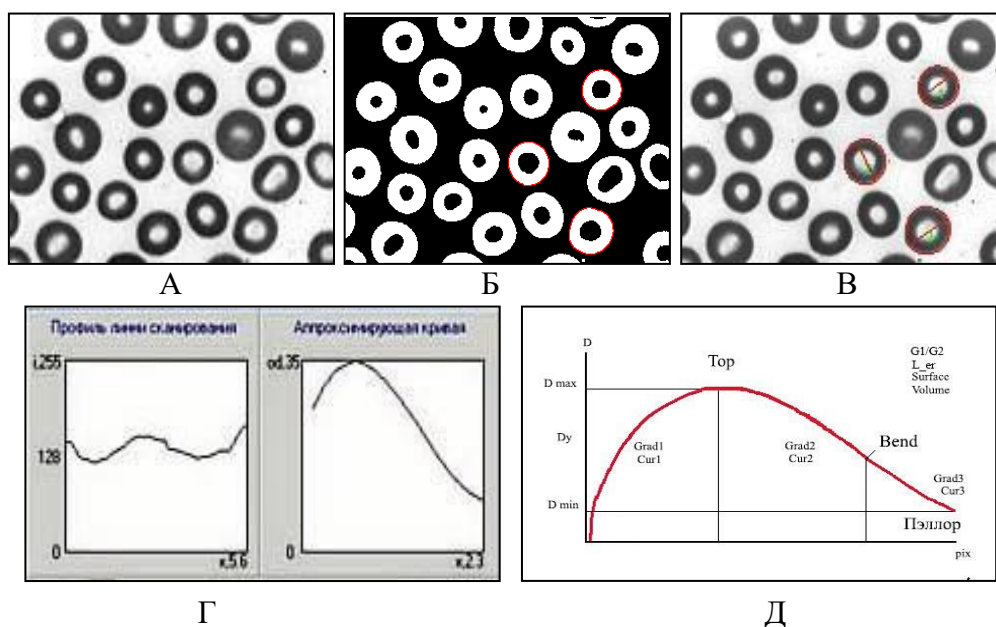 А
Б
В
Профиль линии сканирования
Аппроксимирующая кривая
i,255
128
0
x,5.6
od.35
0
x,2.3
D
Top
G1/G2
L_er
Surface
Volume
D max
Dy
Grad1
Cur1
Grad2
Cur2
Bend
Grad3
Cur3
D min
Пэллор
pix
Г
Д